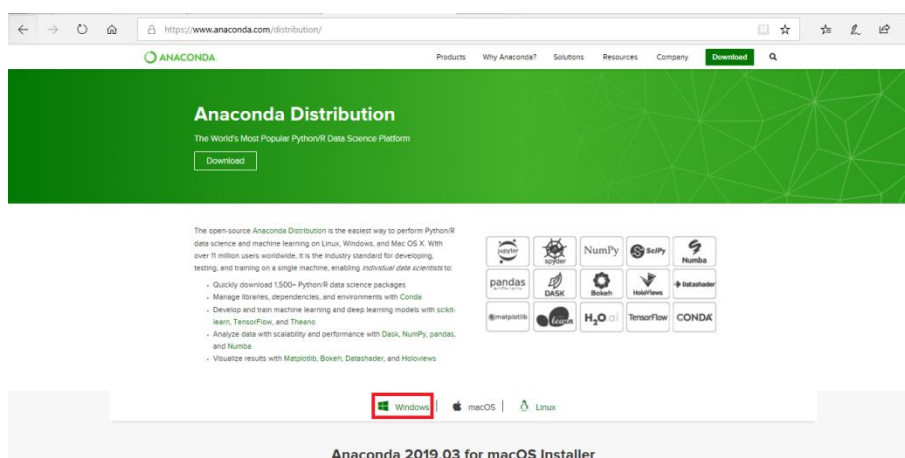 https://www.anaconda.com/distribution/
ANACONDA
Products Why Anaconda? Solutions Resources Company Download
Anaconda Distribution
The World's Most Popular Python/R Data Science Platform
Download
The open-source Anaconda Distribution is the easiest way to perform Python/R
data science and machine learning on Linux, Windows, and Mac OS X. With
over 11 million users worldwide, it is the industry standard for developing,
testing, and training on a single machine, enabling individual data scientists to:
• Quickly download 1,500+ Python/R data science packages
• Manage libraries, dependencies, and environments with Conda
• Develop and train machine learning and deep learning models with scikit-
learn, TensorFlow, and Theano
• Analyze data with scalability and performance with Dask, NumPy, pandas,
and Numba
• Visualize results with Matplotlib, Bokeh, Datashader, and Holoviews
jupyter spyder NumPy SciPy Numba
pandas DASK Bokeh HoloViews Datashader
matplotlib learn H2O.ai TensorFlow CONDA
Windows | macOS | Linux
Anaconda 2019.03 for macOS Installer